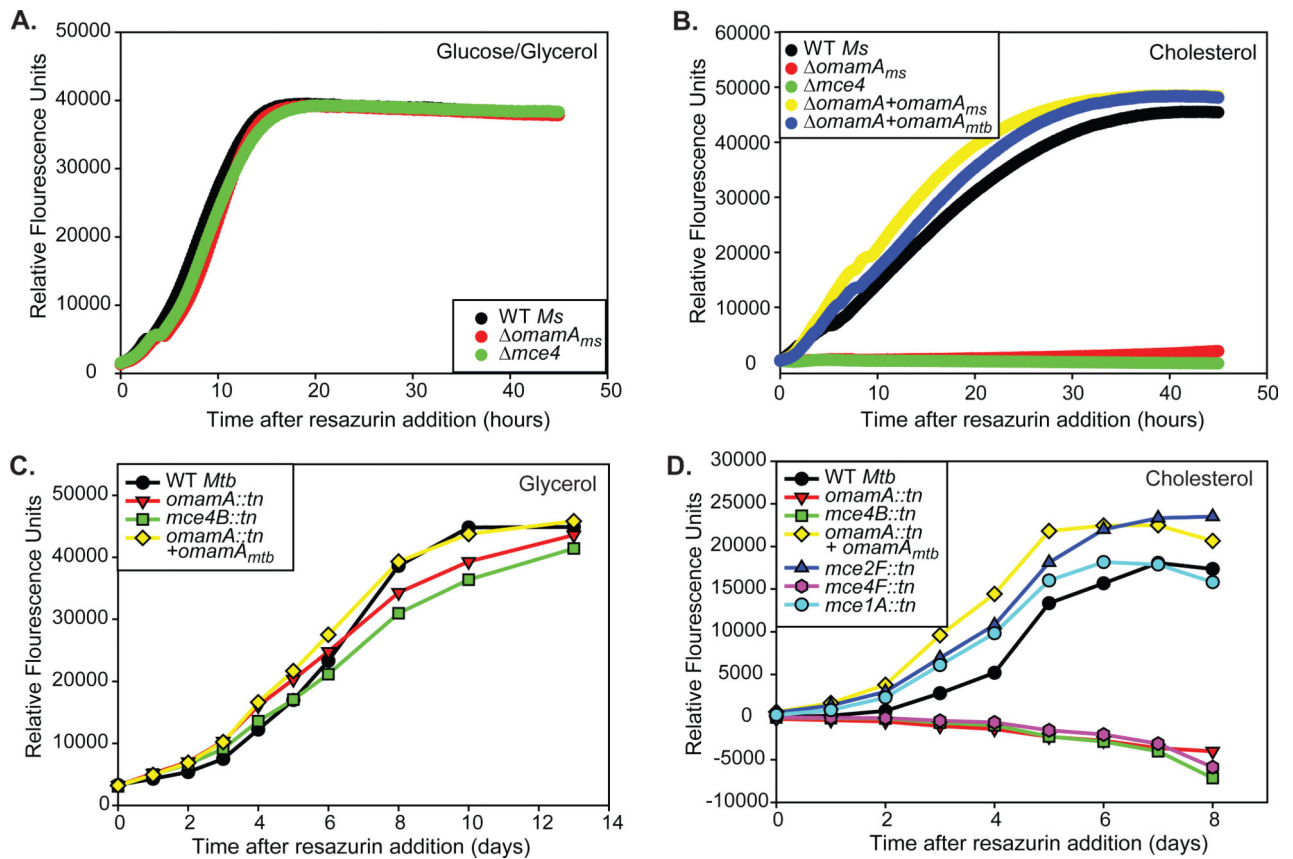 A.
Glucose/Glycerol
Relative Flourescence Units
50000
40000
30000
20000
10000
0
WT Ms
ΔomamAms
Δmce4
0 10 20 30 40 50
Time after resazurin addition (hours)
B.
Cholesterol
Relative Flourescence Units
60000
50000
40000
30000
20000
10000
0
WT Ms
ΔomamAms
Δmce4
ΔomamA+omamAms
ΔomamA+omamAmtb
0 10 20 30 40 50
Time after resazurin addition (hours)
C.
Glycerol
Relative Flourescence Units
50000
40000
30000
20000
10000
0
WT Mtb
omamA::tn
mce4B::tn
omamA::tn
+omamAmtb
0 2 4 6 8 10 12 14
Time after resazurin addition (days)
D.
Cholesterol
Relative Flourescence Units
30000
25000
20000
15000
10000
5000
0
-5000
-10000
WT Mtb
omamA::tn
mce4B::tn
omamA::tn
+ omamAmtb
mce2F::tn
mce4F::tn
mce1A::tn
0 2 4 6 8
Time after resazurin addition (days)